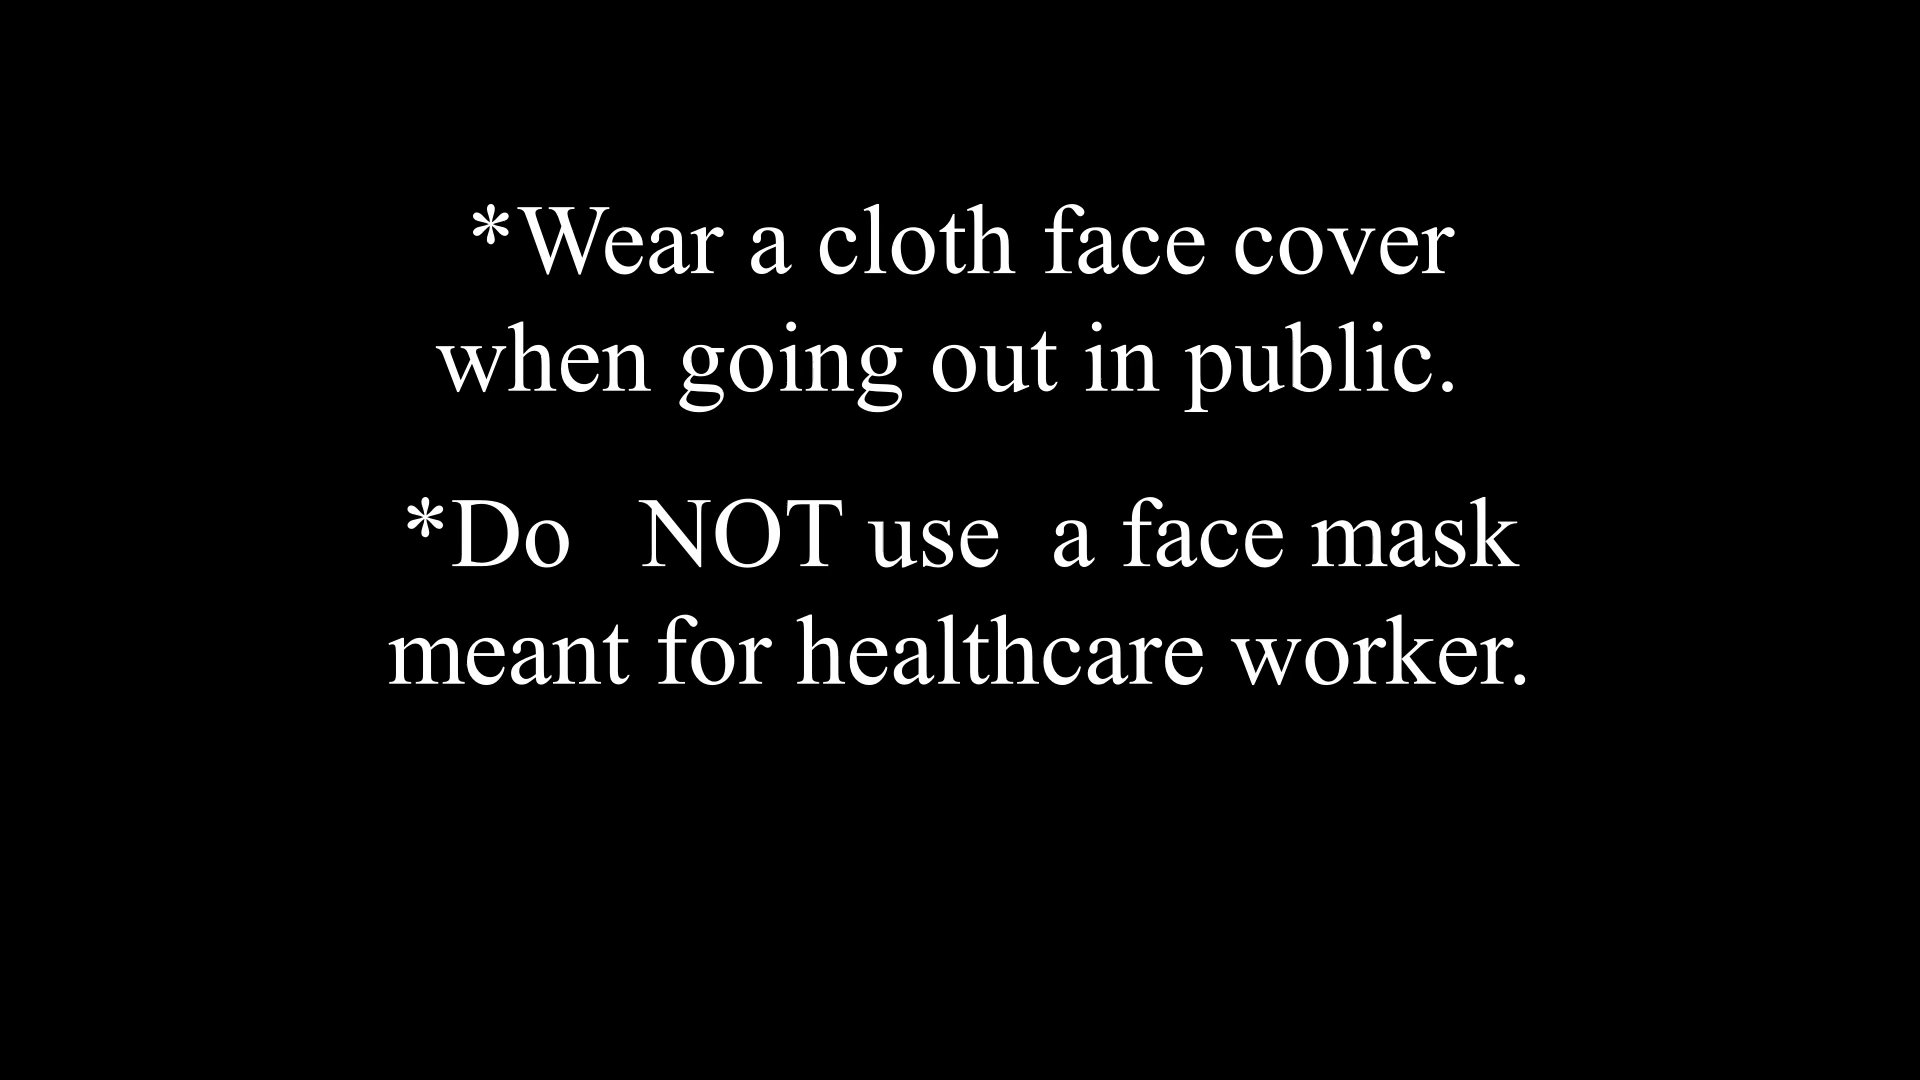 *Wear a cloth face cover
when going out in public.
*Do   NOT use  a face mask
meant for healthcare worker.